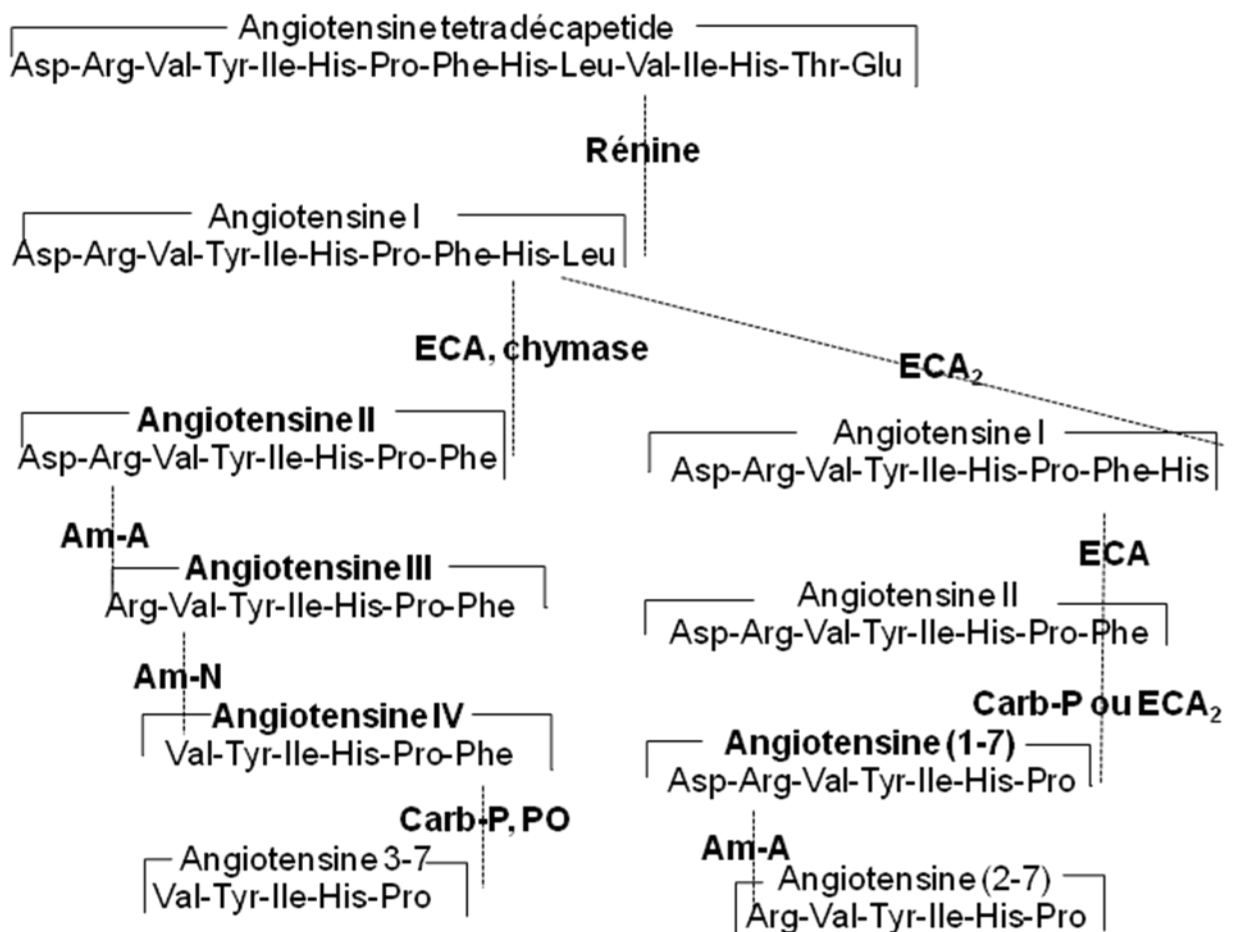 Angiotensine tetradécapetide
Asp-Arg-Val-Tyr-Ile-His-Pro-Phe-His-Leu-Val-Ile-His-Thr-Glu
Rénine
Angiotensine I
Asp-Arg-Val-Tyr-Ile-His-Pro-Phe-His-Leu
ECA, chymase
ECA₂
Angiotensine II
Asp-Arg-Val-Tyr-Ile-His-Pro-Phe
Angiotensine I
Asp-Arg-Val-Tyr-Ile-His-Pro-Phe-His
Am-A
Angiotensine III
Arg-Val-Tyr-Ile-His-Pro-Phe
ECA
Angiotensine II
Asp-Arg-Val-Tyr-Ile-His-Pro-Phe
Am-N
Angiotensine IV
Val-Tyr-Ile-His-Pro-Phe
Carb-P ou ECA₂
Angiotensine (1-7)
Asp-Arg-Val-Tyr-Ile-His-Pro
Carb-P, PO
Angiotensine 3-7
Val-Tyr-Ile-His-Pro
Am-A
Angiotensine (2-7)
Arg-Val-Tyr-Ile-His-Pro